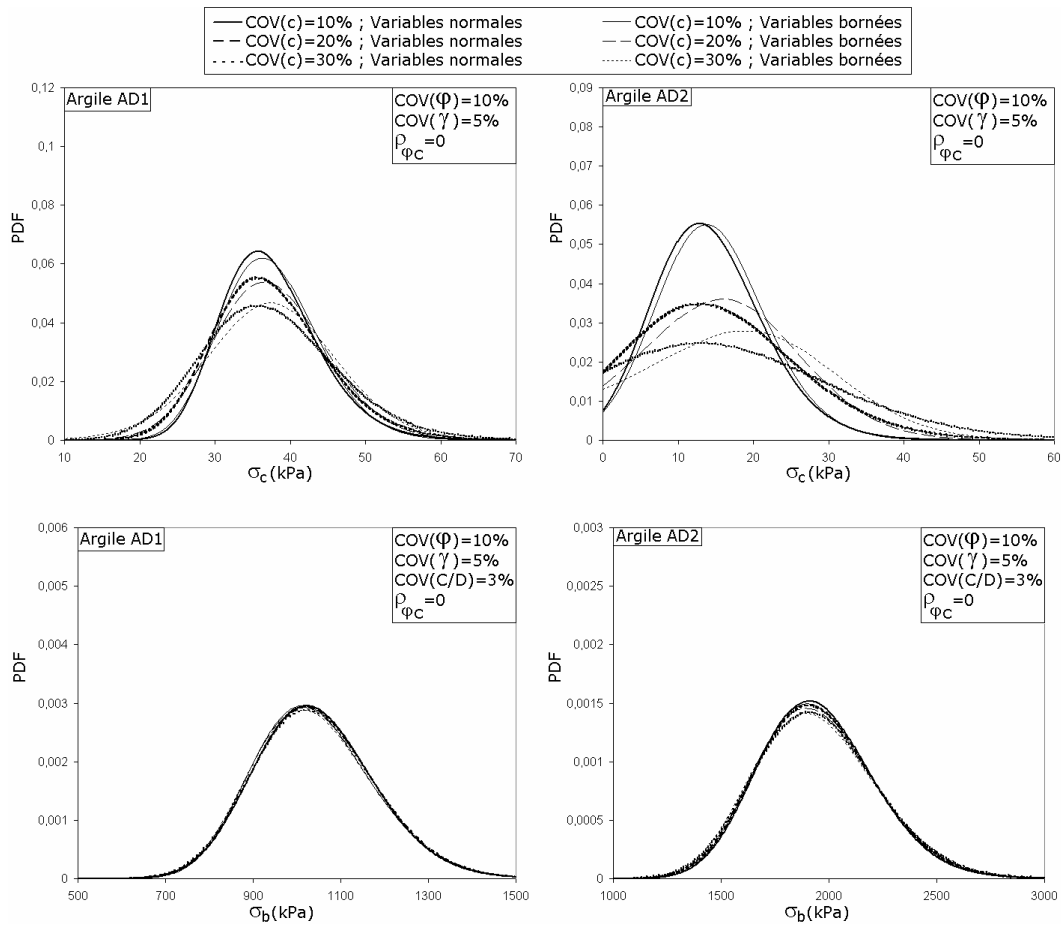 COV(c)=10% ; Variables normales
COV(c)=20% ; Variables normales
COV(c)=30% ; Variables normales
COV(c)=10% ; Variables bornées
COV(c)=20% ; Variables bornées
COV(c)=30% ; Variables bornées
Argile AD1
COV(φ)=10%
COV(γ)=5%
ρφc=0
0,12
0,1
0,08
0,06
0,04
0,02
0
PDF
10 20 30 40 50 60 70
σc(kPa)
Argile AD2
COV(φ)=10%
COV(γ)=5%
ρφc=0
0,09
0,08
0,07
0,06
0,05
0,04
0,03
0,02
0,01
0
PDF
0 10 20 30 40 50 60
σc(kPa)
Argile AD1
COV(φ)=10%
COV(γ)=5%
COV(C/D)=3%
ρφc=0
0,006
0,005
0,004
0,003
0,002
0,001
0
PDF
500 700 900 1100 1300 1500
σb(kPa)
Argile AD2
COV(φ)=10%
COV(γ)=5%
COV(C/D)=3%
ρφc=0
0,003
0,0025
0,002
0,0015
0,001
0,0005
0
PDF
1000 1500 2000 2500 3000
σb(kPa)